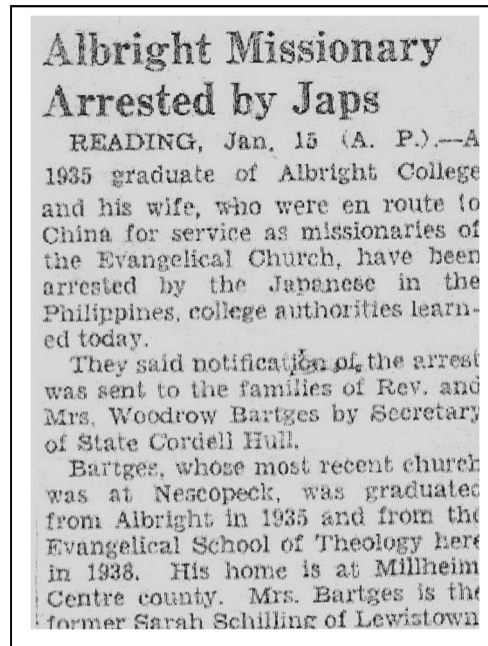 Albright Missionary
Arrested by Japs
READING, Jan. 15 (A. P.).—A
1935 graduate of Albright College
and his wife, who were en route to
China for service as missionaries of
the Evangelical Church, have been
arrested by the Japanese in the
Philippines, college authorities learn-
ed today.
They said notification of the arrest
was sent to the families of Rev. and
Mrs. Woodrow Bartges by Secretary
of State Cordell Hull.
Bartges, whose most recent church
was at Nescopeck, was graduated
from Albright in 1935 and from the
Evangelical School of Theology here
in 1938. His home is at Millheim
Centre county. Mrs. Bartges is the
former Sarah Schilling of Lewistown